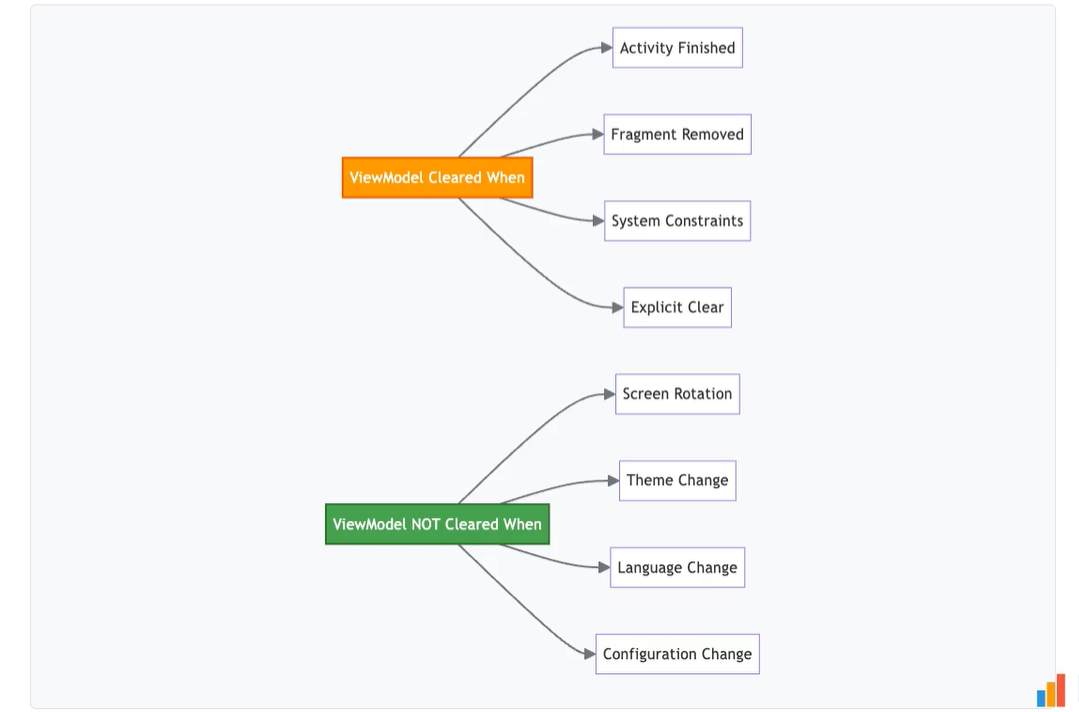 Activity Finished
Fragment Removed
ViewModel Cleared When
System Constraints
Explicit Clear
Screen Rotation
Theme Change
ViewModel NOT Cleared When
Language Change
Configuration Change